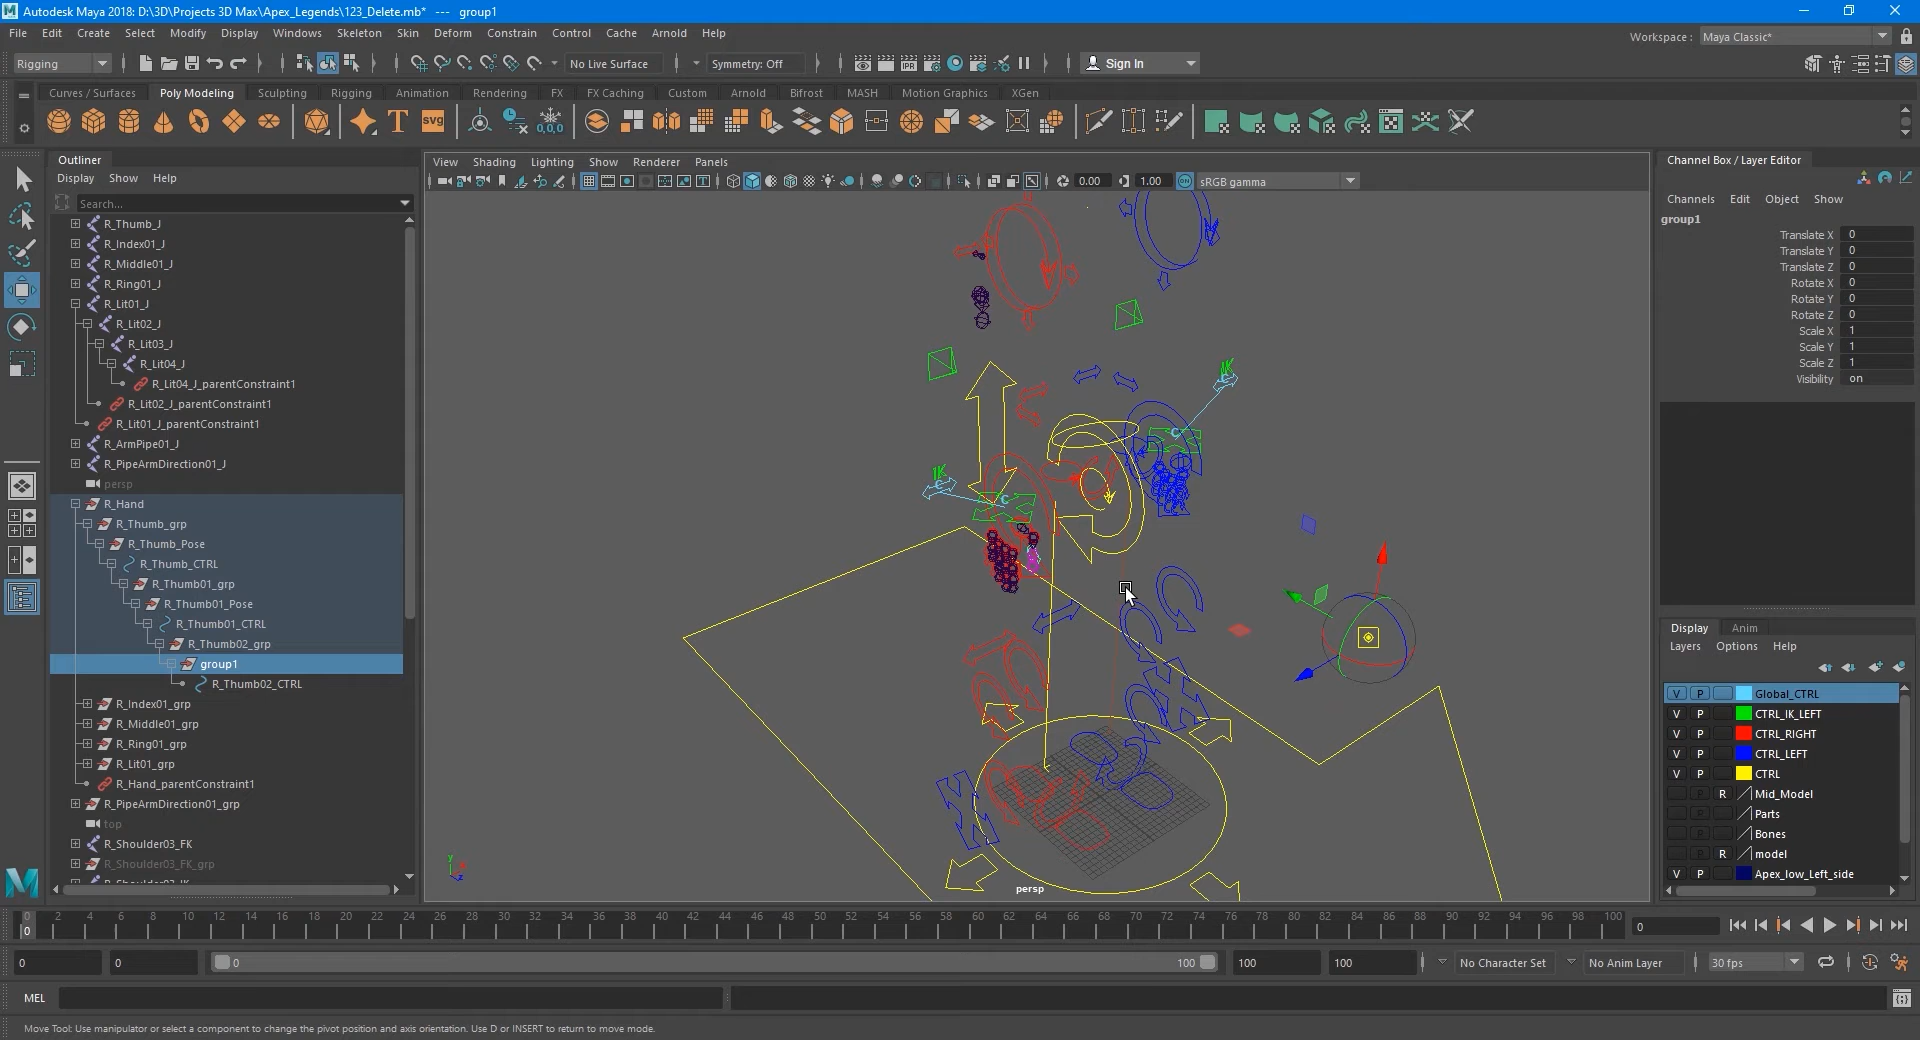 Autodesk Maya 2018: D:\3D\Projects 3D Max\Apex_Legends\123_Delete.mb* --- group1
File Edit Create Select Modify Display Windows Skeleton Skin Deform Constrain Control Cache Arnold Help
Workspace : Maya Classic*
Rigging
No Live Surface
Symmetry: Off
Sign In
Curves / Surfaces Poly Modeling Sculpting Rigging Animation Rendering FX FX Caching Custom Arnold Bifrost MASH Motion Graphics XGen
Outliner
Display Show Help
Search...
R_Thumb_J
R_Index01_J
R_Middle01_J
R_Ring01_J
R_Lit01_J
R_Lit02_J
R_Lit03_J
R_Lit04_J
R_Lit04_J_parentConstraint1
R_Lit02_J_parentConstraint1
R_Lit01_J_parentConstraint1
R_ArmPipe01_J
R_PipeArmDirection01_J
persp
R_Hand
R_Thumb_grp
R_Thumb_Pose
R_Thumb_CTRL
R_Thumb01_grp
R_Thumb01_Pose
R_Thumb01_CTRL
R_Thumb02_grp
group1
R_Thumb02_CTRL
R_Index01_grp
R_Middle01_grp
R_Ring01_grp
R_Lit01_grp
R_Hand_parentConstraint1
R_PipeArmDirection01_grp
top
R_Shoulder03_FK
R_Shoulder03_FK_grp
View Shading Lighting Show Renderer Panels
0.00
1.00
sRGB gamma
IK
C
IK
C
C
persp
Channel Box / Layer Editor
Channels Edit Object Show
group1
Translate X 0
Translate Y 0
Translate Z 0
Rotate X 0
Rotate Y 0
Rotate Z 0
Scale X 1
Scale Y 1
Scale Z 1
Visibility on
Display Anim
Layers Options Help
V P Global_CTRL
V P CTRL_IK_LEFT
V P CTRL_RIGHT
V P CTRL_LEFT
V P CTRL
R Mid_Model
Parts
Bones
R model
V P Apex_low_Left_side
0 2 4 6 8 10 12 14 16 18 20 22 24 26 28 30 32 34 36 38 40 42 44 46 48 50 52 54 56 58 60 62 64 66 68 70 72 74 76 78 80 82 84 86 88 90 92 94 96 98 100
0
0
0 0 0 100 100 100
No Character Set
No Anim Layer
30 fps
MEL
Move Tool: Use manipulator or select a component to change the pivot position and axis orientation. Use D or INSERT to return to move mode.